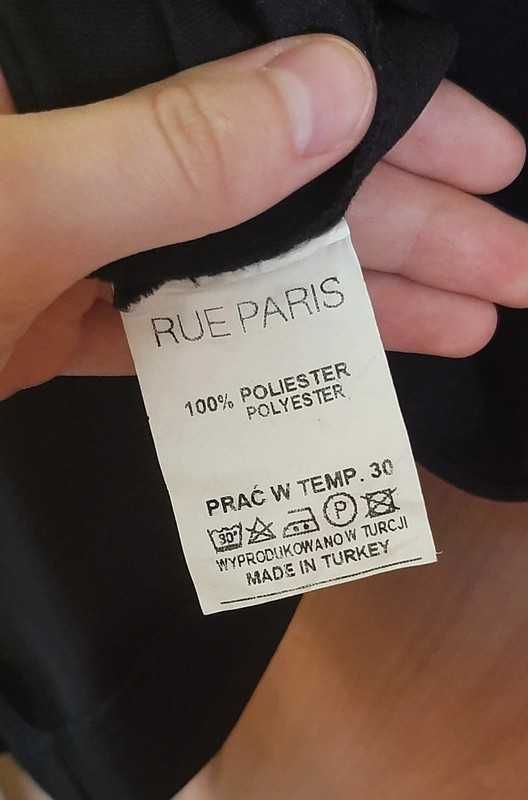 RUE PARIS
100% POLIESTER
POLYESTER
PRAĆ W TEMP. 30
30° P
WYPRODUKOWANO W TURCJI
MADE IN TURKEY